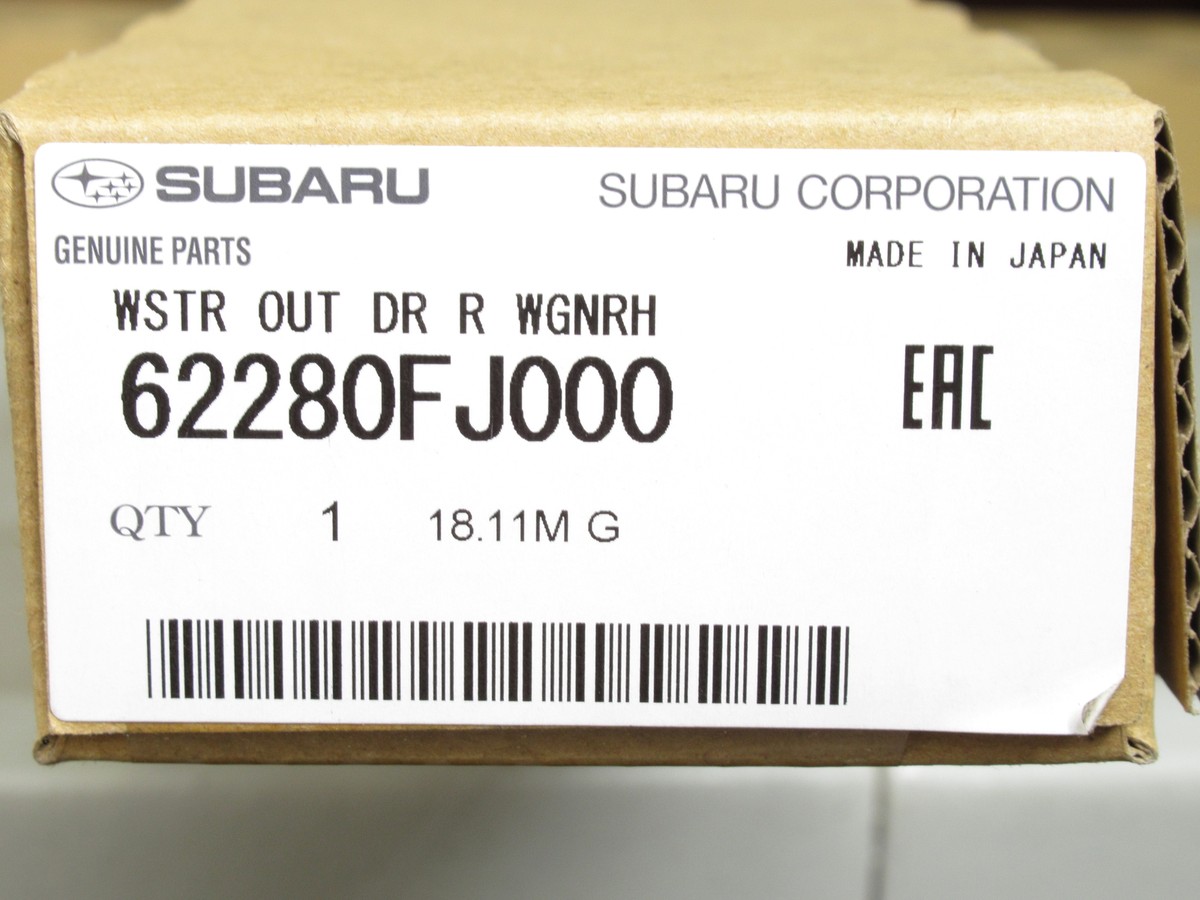 SUBARU SUBARU CORPORATION
GENUINE PARTS MADE IN JAPAN
WSTR OUT DR R WGNRH
62280FJ000
EAC
QTY 1 18.11M G